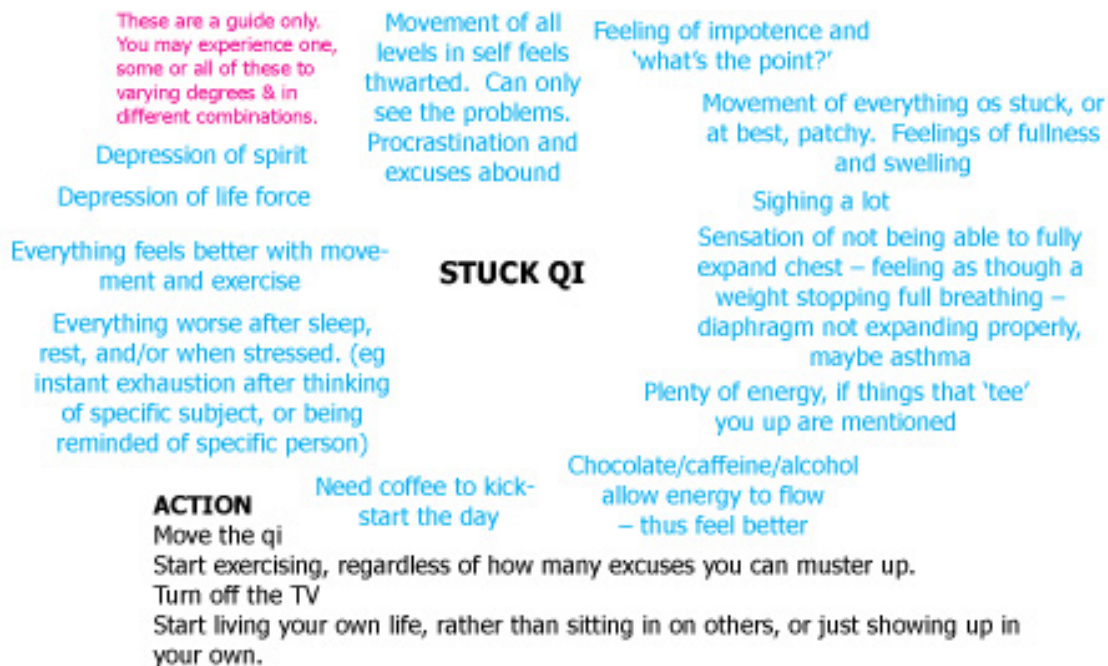 These are a guide only.
You may experience one,
some or all of these to
varying degrees & in
different combinations.
Movement of all
levels in self feels
thwarted. Can only
see the problems.
Procrastination and
excuses abound
Feeling of impotence and
‘what’s the point?’
Movement of everything os stuck, or
at best, patchy. Feelings of fullness
and swelling
Depression of spirit
Depression of life force
Sighing a lot
Everything feels better with move-
ment and exercise
STUCK QI
Sensation of not being able to fully
expand chest – feeling as though a
weight stopping full breathing –
diaphragm not expanding properly,
maybe asthma
Everything worse after sleep,
rest, and/or when stressed. (eg
instant exhaustion after thinking
of specific subject, or being
reminded of specific person)
Plenty of energy, if things that ‘tee’
you up are mentioned
Need coffee to kick-
start the day
Chocolate/caffeine/alcohol
allow energy to flow
– thus feel better
ACTION
Move the qi
Start exercising, regardless of how many excuses you can muster up.
Turn off the TV
Start living your own life, rather than sitting in on others, or just showing up in
your own.